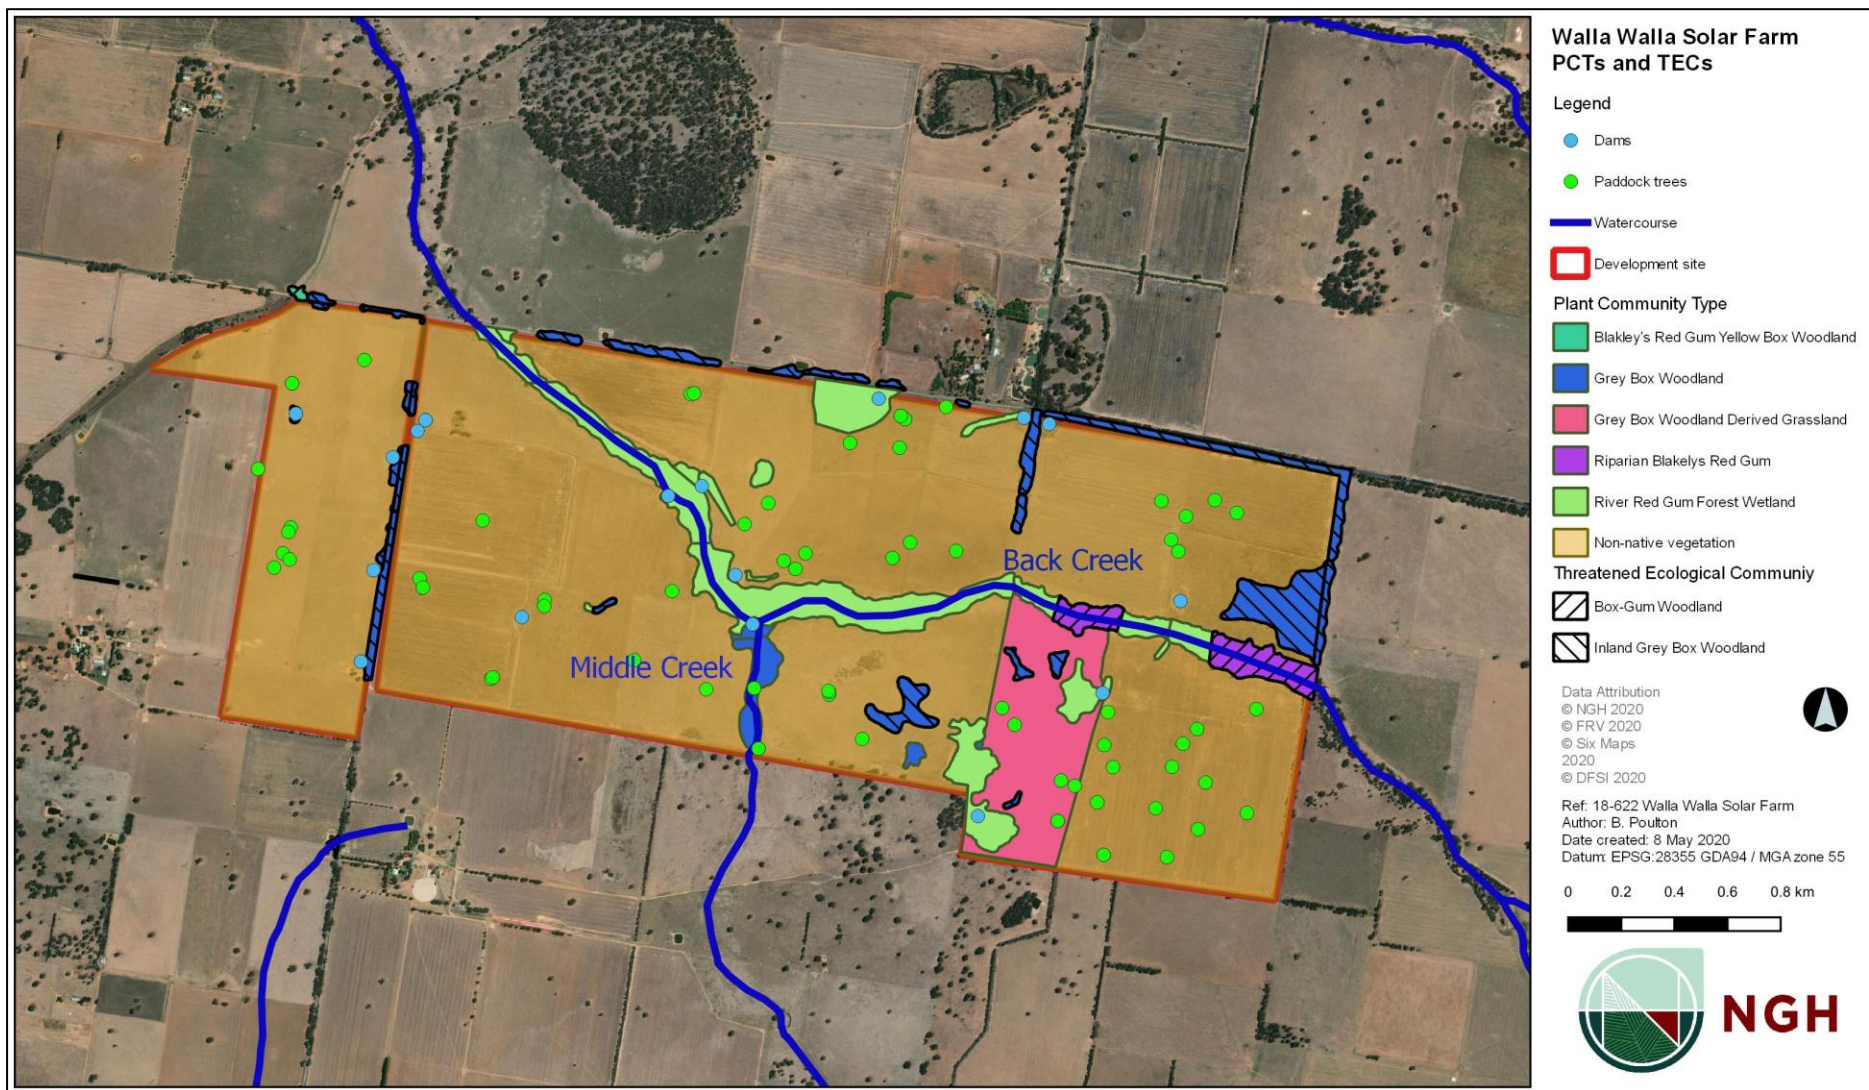 Walla Walla Solar Farm
PCTs and TECs
Legend
Dams
Paddock trees
Watercourse
Development site
Plant Community Type
Blakley's Red Gum Yellow Box Woodland
Grey Box Woodland
Grey Box Woodland Derived Grassland
Riparian Blakelys Red Gum
River Red Gum Forest Wetland
Non-native vegetation
Threatened Ecological Communiy
Box-Gum Woodland
Inland Grey Box Woodland
Data Attribution
© NGH 2020
© FRV 2020
© Six Maps
2020
© DFSI 2020
Ref: 18-622 Walla Walla Solar Farm
Author: B. Poulton
Date created: 8 May 2020
Datum: EPSG:28355 GDA94 / MGA zone 55
0 0.2 0.4 0.6 0.8 km
NGH
Back Creek
Middle Creek